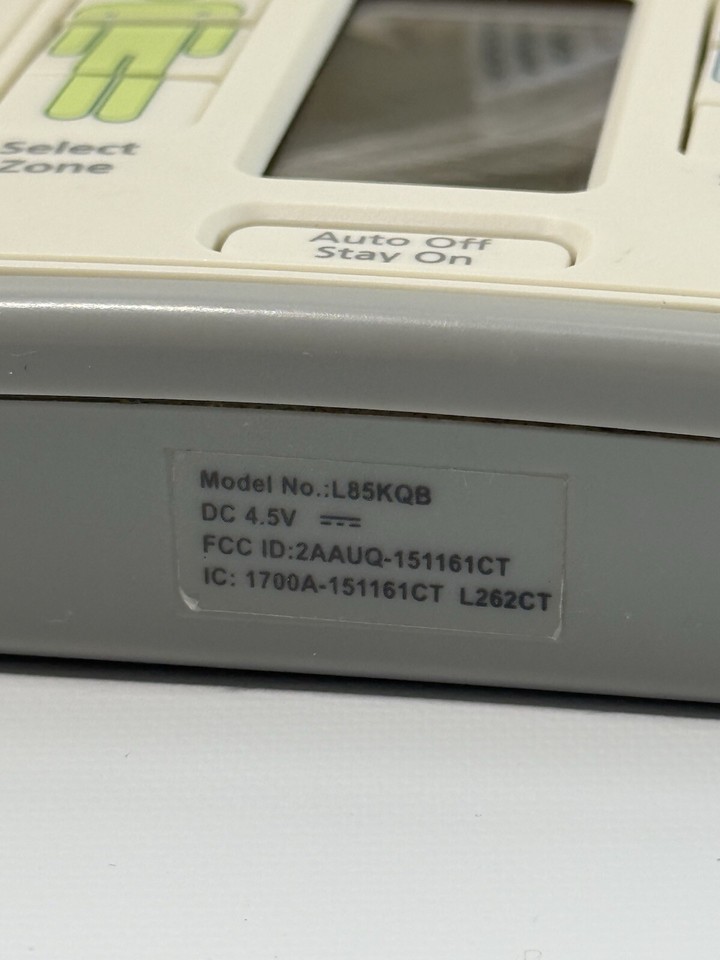 Select
Zone
Auto Off
Stay On
Model No.:L85KQB
DC 4.5V
FCC ID:2AAUQ-151161CT
IC: 1700A-151161CT L262CT